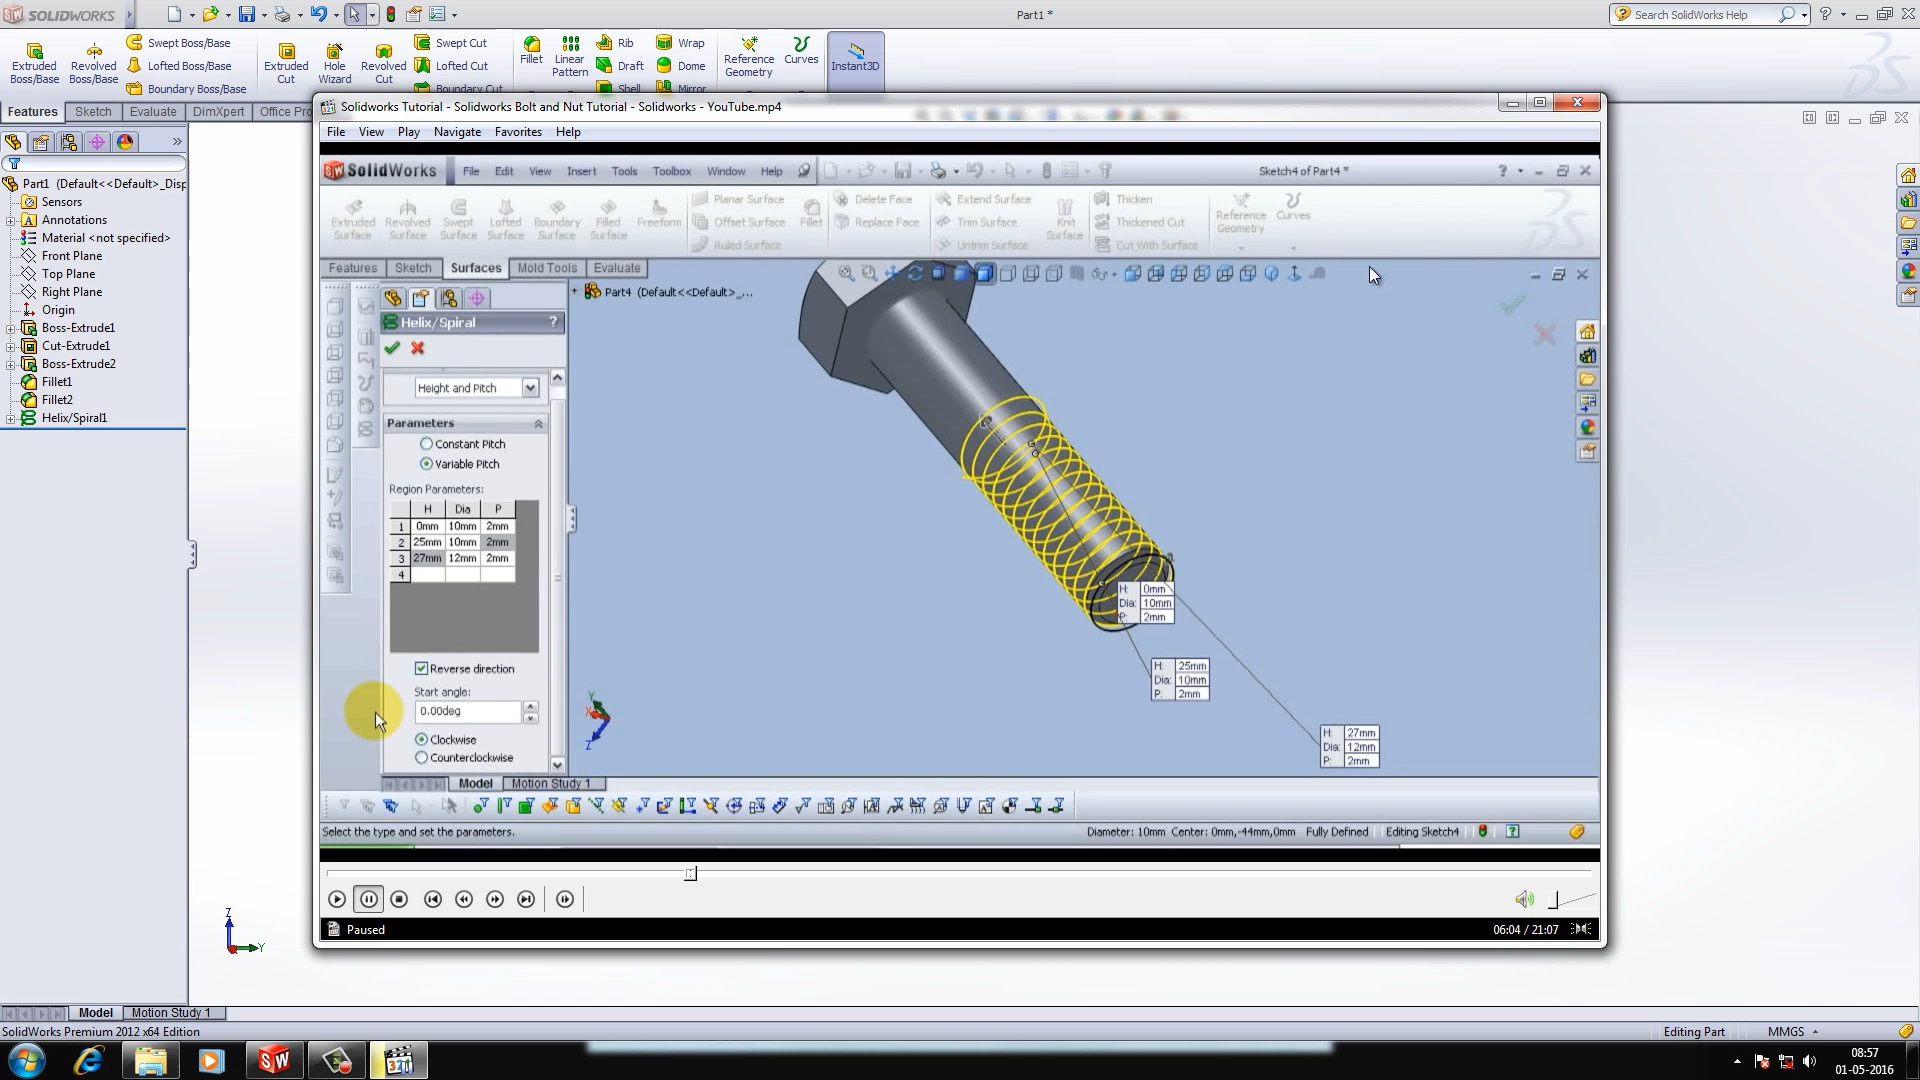 SOLIDWORKS
Part1 *
Search SolidWorks Help
Extruded Boss/Base
Revolved Boss/Base
Swept Boss/Base
Lofted Boss/Base
Boundary Boss/Base
Extruded Cut
Hole Wizard
Revolved Cut
Swept Cut
Lofted Cut
Boundary Cut
Fillet
Linear Pattern
Rib
Draft
Shell
Wrap
Dome
Mirror
Reference Geometry
Curves
Instant3D
Features
Sketch
Evaluate
DimXpert
Office Pro
Part1 (Default<<Default>_Disp
Sensors
Annotations
Material <not specified>
Front Plane
Top Plane
Right Plane
Origin
Boss-Extrude1
Cut-Extrude1
Boss-Extrude2
Fillet1
Fillet2
Helix/Spiral1
Solidworks Tutorial - Solidworks Bolt and Nut Tutorial - Solidworks - YouTube.mp4
File View Play Navigate Favorites Help
SolidWorks File Edit View Insert Tools Toolbox Window Help
Sketch4 of Part4 *
Extruded Surface
Revolved Surface
Swept Surface
Lofted Surface
Boundary Surface
Filled Surface
Freeform
Planar Surface
Offset Surface
Ruled Surface
Fillet
Delete Face
Replace Face
Extend Surface
Trim Surface
Untrim Surface
Knit Surface
Thicken
Thickened Cut
Cut With Surface
Reference Geometry
Curves
Features Sketch Surfaces Mold Tools Evaluate
Part4 (Default<<Default>_...
Helix/Spiral ?
Height and Pitch
Parameters
Constant Pitch
Variable Pitch
Region Parameters:
H Dia P
1 0mm 10mm 2mm
2 25mm 10mm 2mm
3 27mm 12mm 2mm
4
Reverse direction
Start angle:
0.00deg
Clockwise
Counterclockwise
H: 0mm
Dia: 10mm
P: 2mm
H: 25mm
Dia: 10mm
P: 2mm
H: 27mm
Dia: 12mm
P: 2mm
Y
X
Z
Model Motion Study 1
Select the type and set the parameters.
Diameter: 10mm Center: 0mm,-44mm,0mm Fully Defined Editing Sketch4
Paused
06:04 / 21:07
Z
Y
Model Motion Study 1
SolidWorks Premium 2012 x64 Edition
Editing Part
MMGS
08:57
01-05-2016